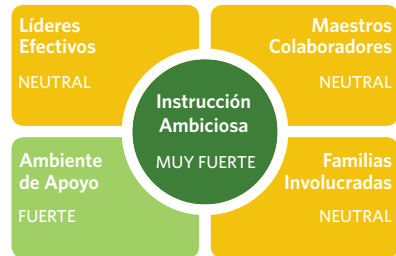 Líderes
Efectivos
NEUTRAL
Maestros
Colaboradores
NEUTRAL
Instrucción
Ambiciosa
MUY FUERTE
Ambiente
de Apoyo
FUERTE
Familias
Involucradas
NEUTRAL